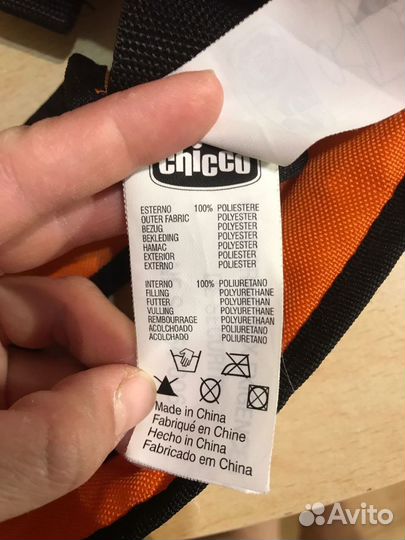 chicco
ESTERNO 100% POLIESTERE
OUTER FABRIC POLYESTER
BEZUG POLYESTER
BEKLEDING POLYESTER
HAMAC POLYESTER
EXTERIOR POLIESTER
EXTERNO POLIESTER
INTERNO 100% POLIURETANO
FILLING POLYURETHANE
FUTTER POLYURETHAN
VULLING POLYURETHANE
REMBOURRAGE POLYURETHAAN
ACOLCHOADO POLIURETANO
ACOLCHADO POLIURETANO
Made in China
Fabriqué en Chine
Hecho in China
Fabricado em China
Avito